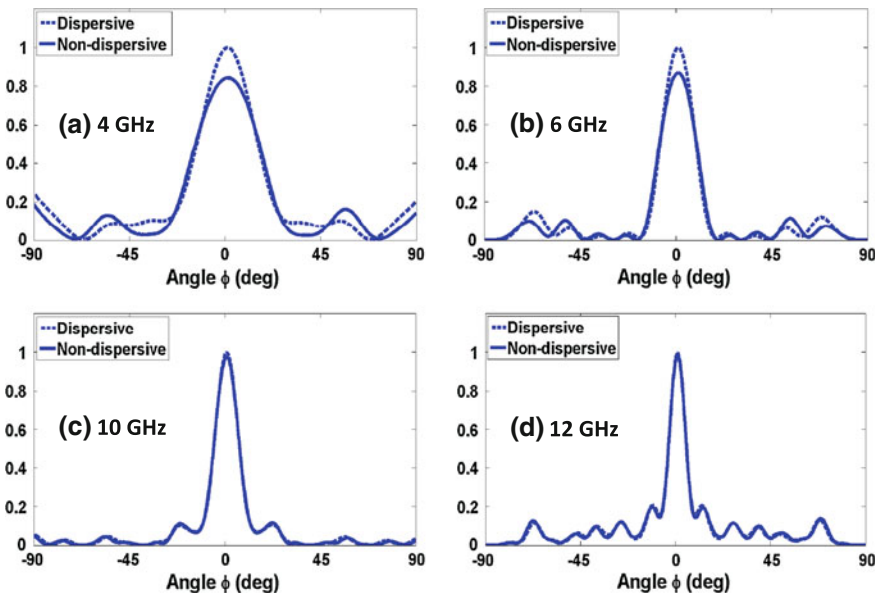 Dispersive
Non-dispersive
1
0.8
0.6
0.4
0.2
0
(a) 4 GHz
-90 -45 0 45 90
Angle ϕ (deg)
Dispersive
Non-dispersive
1
0.8
0.6
0.4
0.2
0
(b) 6 GHz
-90 -45 0 45 90
Angle ϕ (deg)
Dispersive
Non-dispersive
1
0.8
0.6
0.4
0.2
0
(c) 10 GHz
-90 -45 0 45 90
Angle ϕ (deg)
Dispersive
Non-dispersive
1
0.8
0.6
0.4
0.2
0
(d) 12 GHz
-90 -45 0 45 90
Angle ϕ (deg)